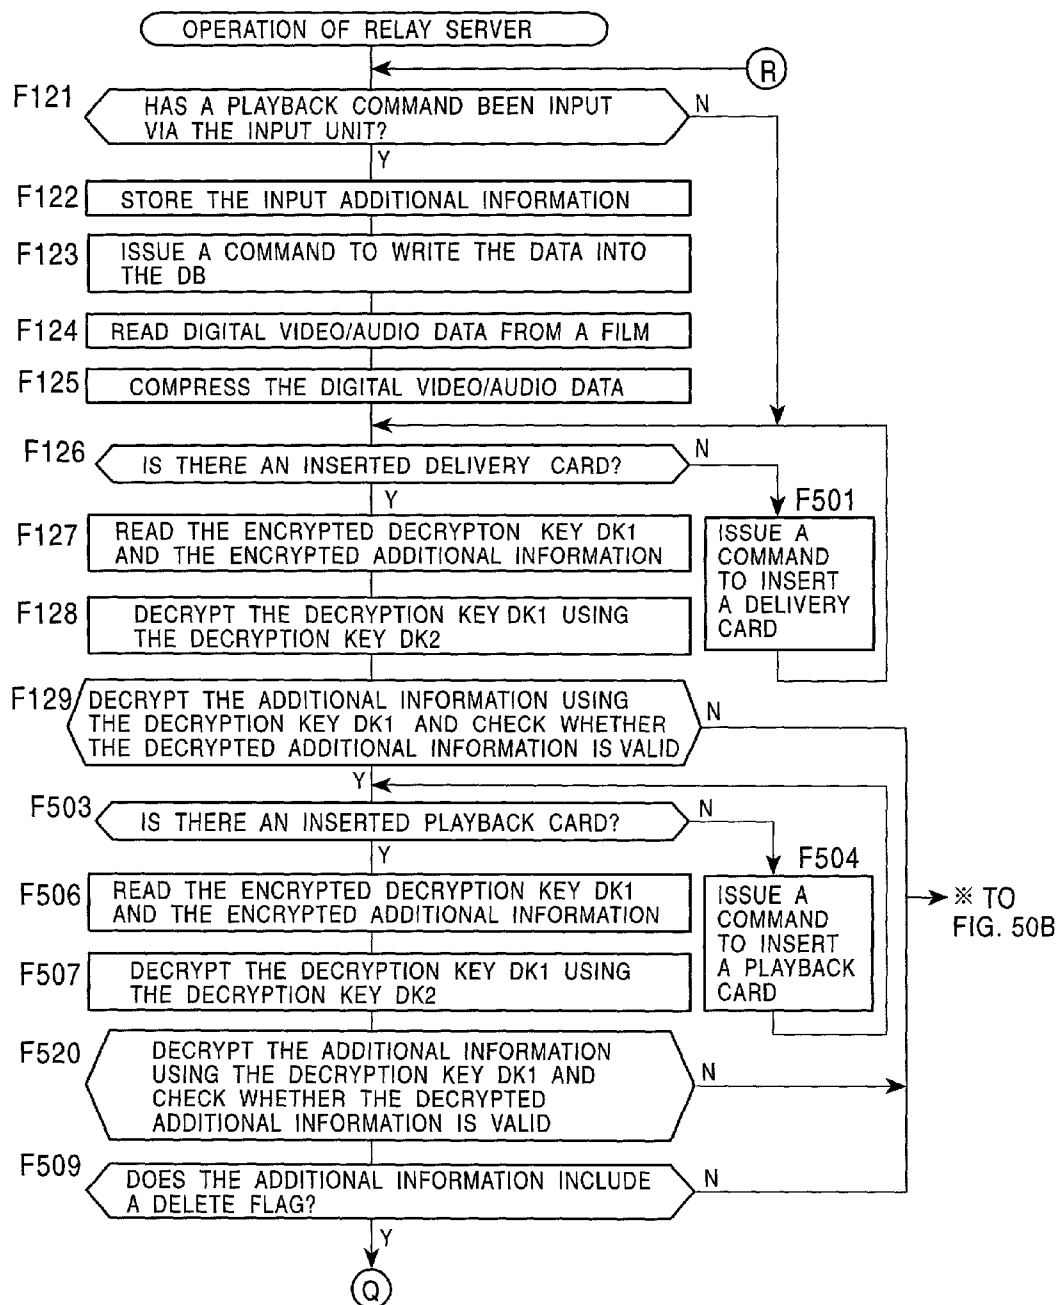 OPERATION OF RELAY SERVER
R
F121
HAS A PLAYBACK COMMAND BEEN INPUT
VIA THE INPUT UNIT?
N
Y
F122
STORE THE INPUT ADDITIONAL INFORMATION
F123
ISSUE A COMMAND TO WRITE THE DATA INTO
THE DB
F124
READ DIGITAL VIDEO/AUDIO DATA FROM A FILM
F125
COMPRESS THE DIGITAL VIDEO/AUDIO DATA
F126
IS THERE AN INSERTED DELIVERY CARD?
N
Y
F501
ISSUE A
COMMAND
TO INSERT
A DELIVERY
CARD
F127
READ THE ENCRYPTED DECRYPTON KEY DK1
AND THE ENCRYPTED ADDITIONAL INFORMATION
F128
DECRYPT THE DECRYPTION KEY DK1 USING
THE DECRYPTION KEY DK2
F129
DECRYPT THE ADDITIONAL INFORMATION USING
THE DECRYPTION KEY DK1 AND CHECK WHETHER
THE DECRYPTED ADDITIONAL INFORMATION IS VALID
N
Y
F503
IS THERE AN INSERTED PLAYBACK CARD?
N
Y
F504
ISSUE A
COMMAND
TO INSERT
A PLAYBACK
CARD
※ TO
FIG. 50B
F506
READ THE ENCRYPTED DECRYPTION KEY DK1
AND THE ENCRYPTED ADDITIONAL INFORMATION
F507
DECRYPT THE DECRYPTION KEY DK1 USING
THE DECRYPTION KEY DK2
F520
DECRYPT THE ADDITIONAL INFORMATION
USING THE DECRYPTION KEY DK1 AND
CHECK WHETHER THE DECRYPTED
ADDITIONAL INFORMATION IS VALID
N
F509
DOES THE ADDITIONAL INFORMATION INCLUDE
A DELETE FLAG?
N
Y
Q